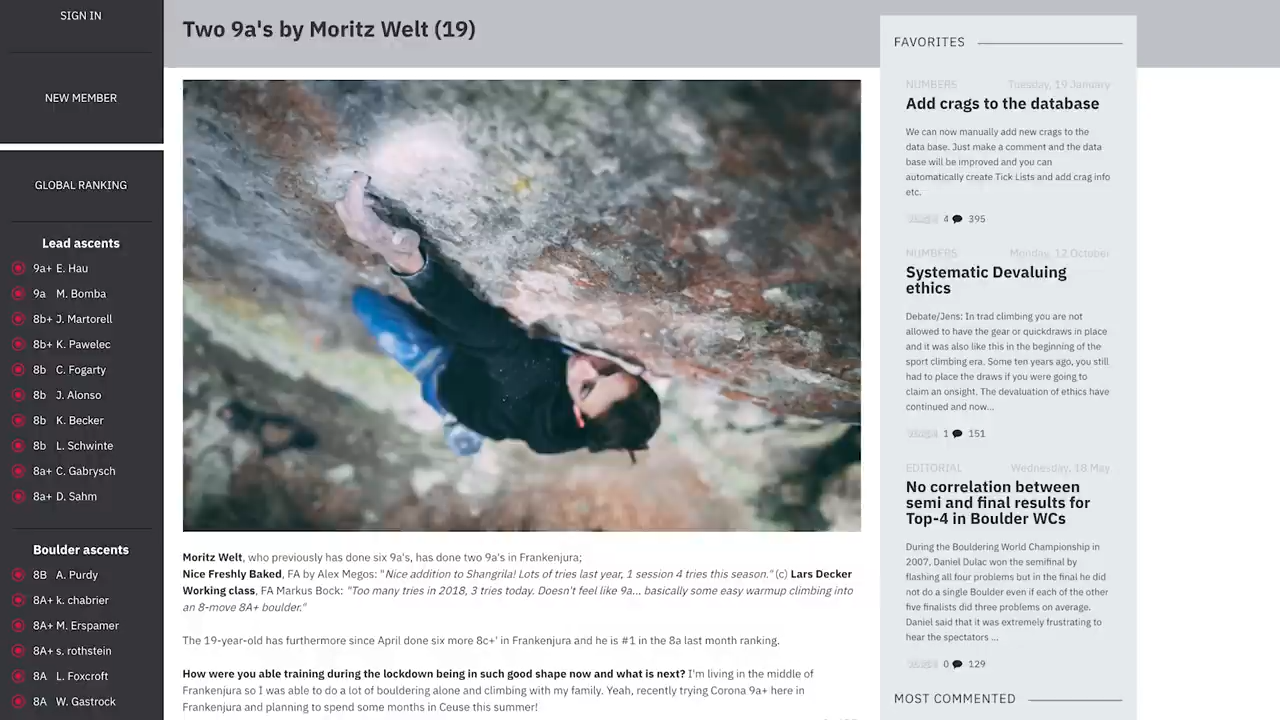 SIGN IN
NEW MEMBER
GLOBAL RANKING
Lead ascents
9a+ E. Hau
9a M. Bomba
8b+ J. Martorell
8b+ K. Pawelec
8b C. Fogarty
8b J. Alonso
8b K. Becker
8b L. Schwinte
8a+ C. Gabrysch
8a+ D. Sahm
Boulder ascents
8B A. Purdy
8A+ k. chabrier
8A+ M. Erspamer
8A+ s. rothstein
8A L. Foxcroft
8A W. Gastrock
Two 9a's by Moritz Welt (19)
Moritz Welt, who previously has done six 9a's, has done two 9a's in Frankenjura;
Nice Freshly Baked, FA by Alex Megos: "Nice addition to Shangrila! Lots of tries last year, 1 session 4 tries this season." (c) Lars Decker
Working class, FA Markus Bock: "Too many tries in 2018, 3 tries today. Doesn't feel like 9a... basically some easy warmup climbing into
an 8-move 8A+ boulder."
The 19-year-old has furthermore since April done six more 8c+' in Frankenjura and he is #1 in the 8a last month ranking.
How were you able training during the lockdown being in such good shape now and what is next? I'm living in the middle of
Frankenjura so I was able to do a lot of bouldering alone and climbing with my family. Yeah, recently trying Corona 9a+ here in
Frankenjura and planning to spend some months in Ceuse this summer!
FAVORITES
NUMBERS Tuesday, 19 January
Add crags to the database
We can now manually add new crags to the
data base. Just make a comment and the data
base will be improved and you can
automatically create Tick Lists and add crag info
etc.
4 395
NUMBERS Monday, 12 October
Systematic Devaluing
ethics
Debate/Jens: In trad climbing you are not
allowed to have the gear or quickdraws in place
and it was also like this in the beginning of the
sport climbing era. Some ten years ago, you still
had to place the draws if you were going to
claim an onsight. The devaluation of ethics have
continued and now...
1 151
EDITORIAL Wednesday, 18 May
No correlation between
semi and final results for
Top-4 in Boulder WCs
During the Bouldering World Championship in
2007, Daniel Dulac won the semifinal by
flashing all four problems but in the final he did
not do a single Boulder even if each of the other
five finalists did three problems on average.
Daniel said that it was extremely frustrating to
hear the spectators ...
0 129
MOST COMMENTED